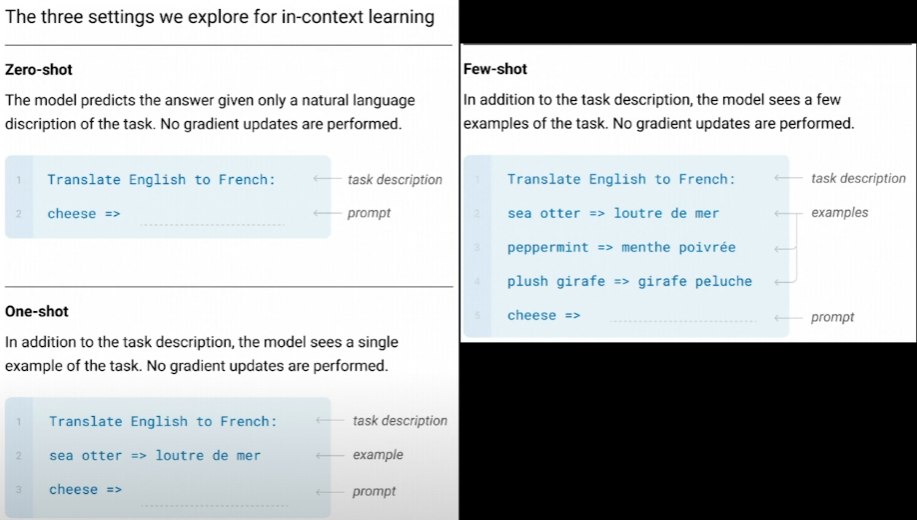 The three settings we explore for in-context learning
Zero-shot
The model predicts the answer given only a natural language
discription of the task. No gradient updates are performed.
1 Translate English to French: task description
2 cheese => prompt
One-shot
In addition to the task description, the model sees a single
example of the task. No gradient updates are performed.
1 Translate English to French: task description
2 sea otter => loutre de mer example
3 cheese => prompt
Few-shot
In addition to the task description, the model sees a few
examples of the task. No gradient updates are performed.
1 Translate English to French: task description
2 sea otter => loutre de mer examples
3 peppermint => menthe poivrée
4 plush girafe => girafe peluche
5 cheese => prompt